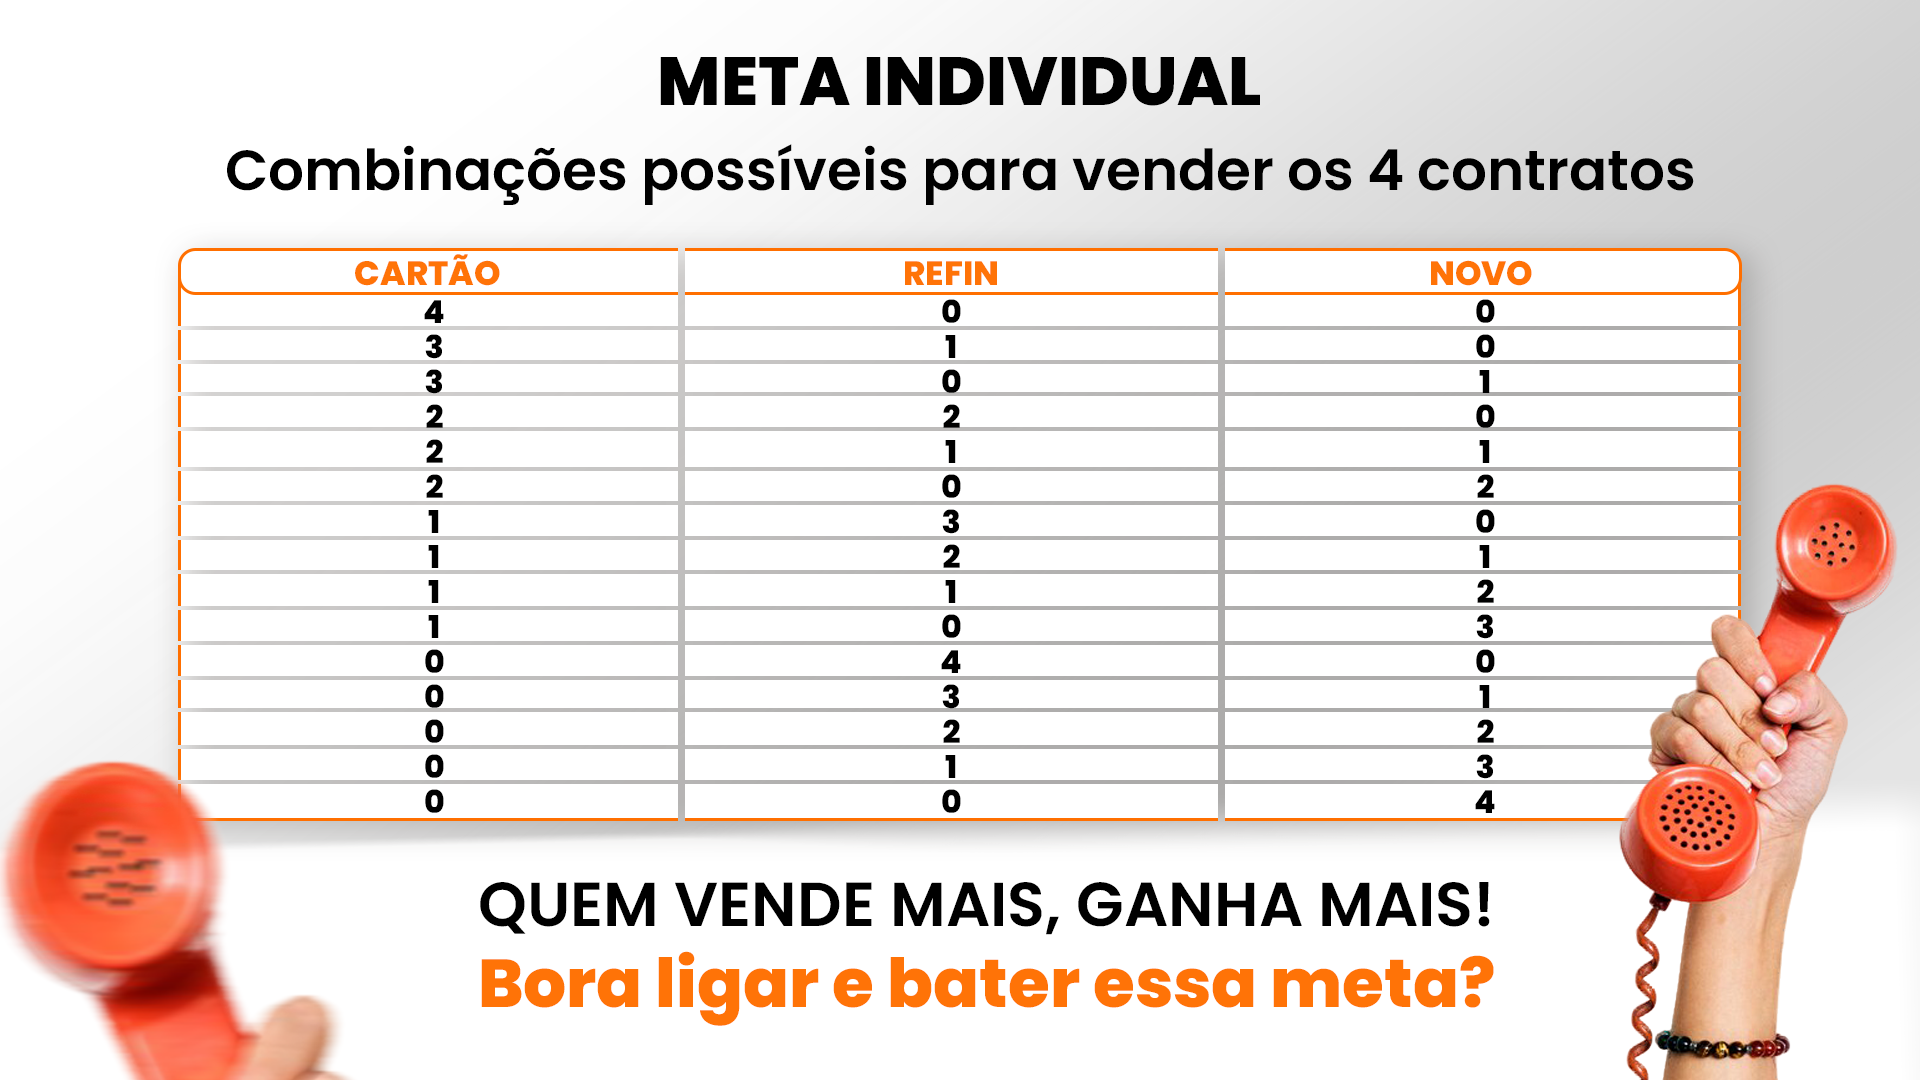 META INDIVIDUAL
Combinações possíveis para vender os 4 contratos
CARTÃO REFIN NOVO
4 0 0
3 1 0
3 0 1
2 2 0
2 1 1
2 0 2
1 3 0
1 2 1
1 1 2
1 0 3
0 4 0
0 3 1
0 2 2
0 1 3
0 0 4
QUEM VENDE MAIS, GANHA MAIS!
Bora ligar e bater essa meta?